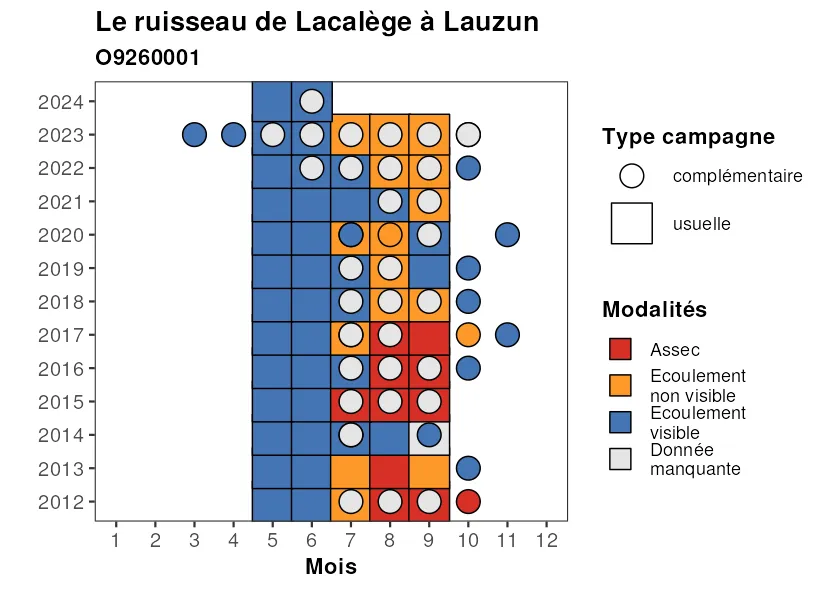 Le ruisseau de Lacalège à Lauzun
O9260001
2024
2023
2022
2021
2020
2019
2018
2017
2016
2015
2014
2013
2012
1 2 3 4 5 6 7 8 9 10 11 12
Mois
Type campagne
complémentaire
usuelle
Modalités
Assec
Ecoulement
non visible
Ecoulement
visible
Donnée
manquante